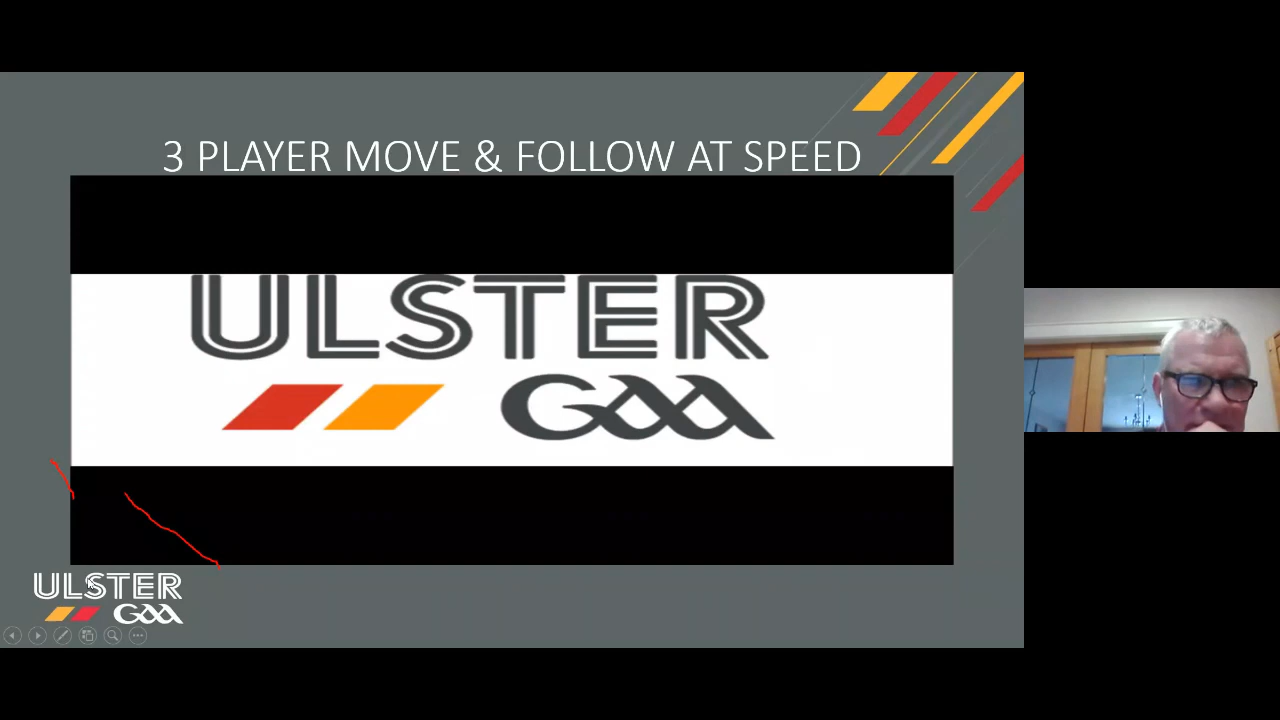 3 PLAYER MOVE & FOLLOW AT SPEED
ULSTER
GAA
ULSTER
GAA